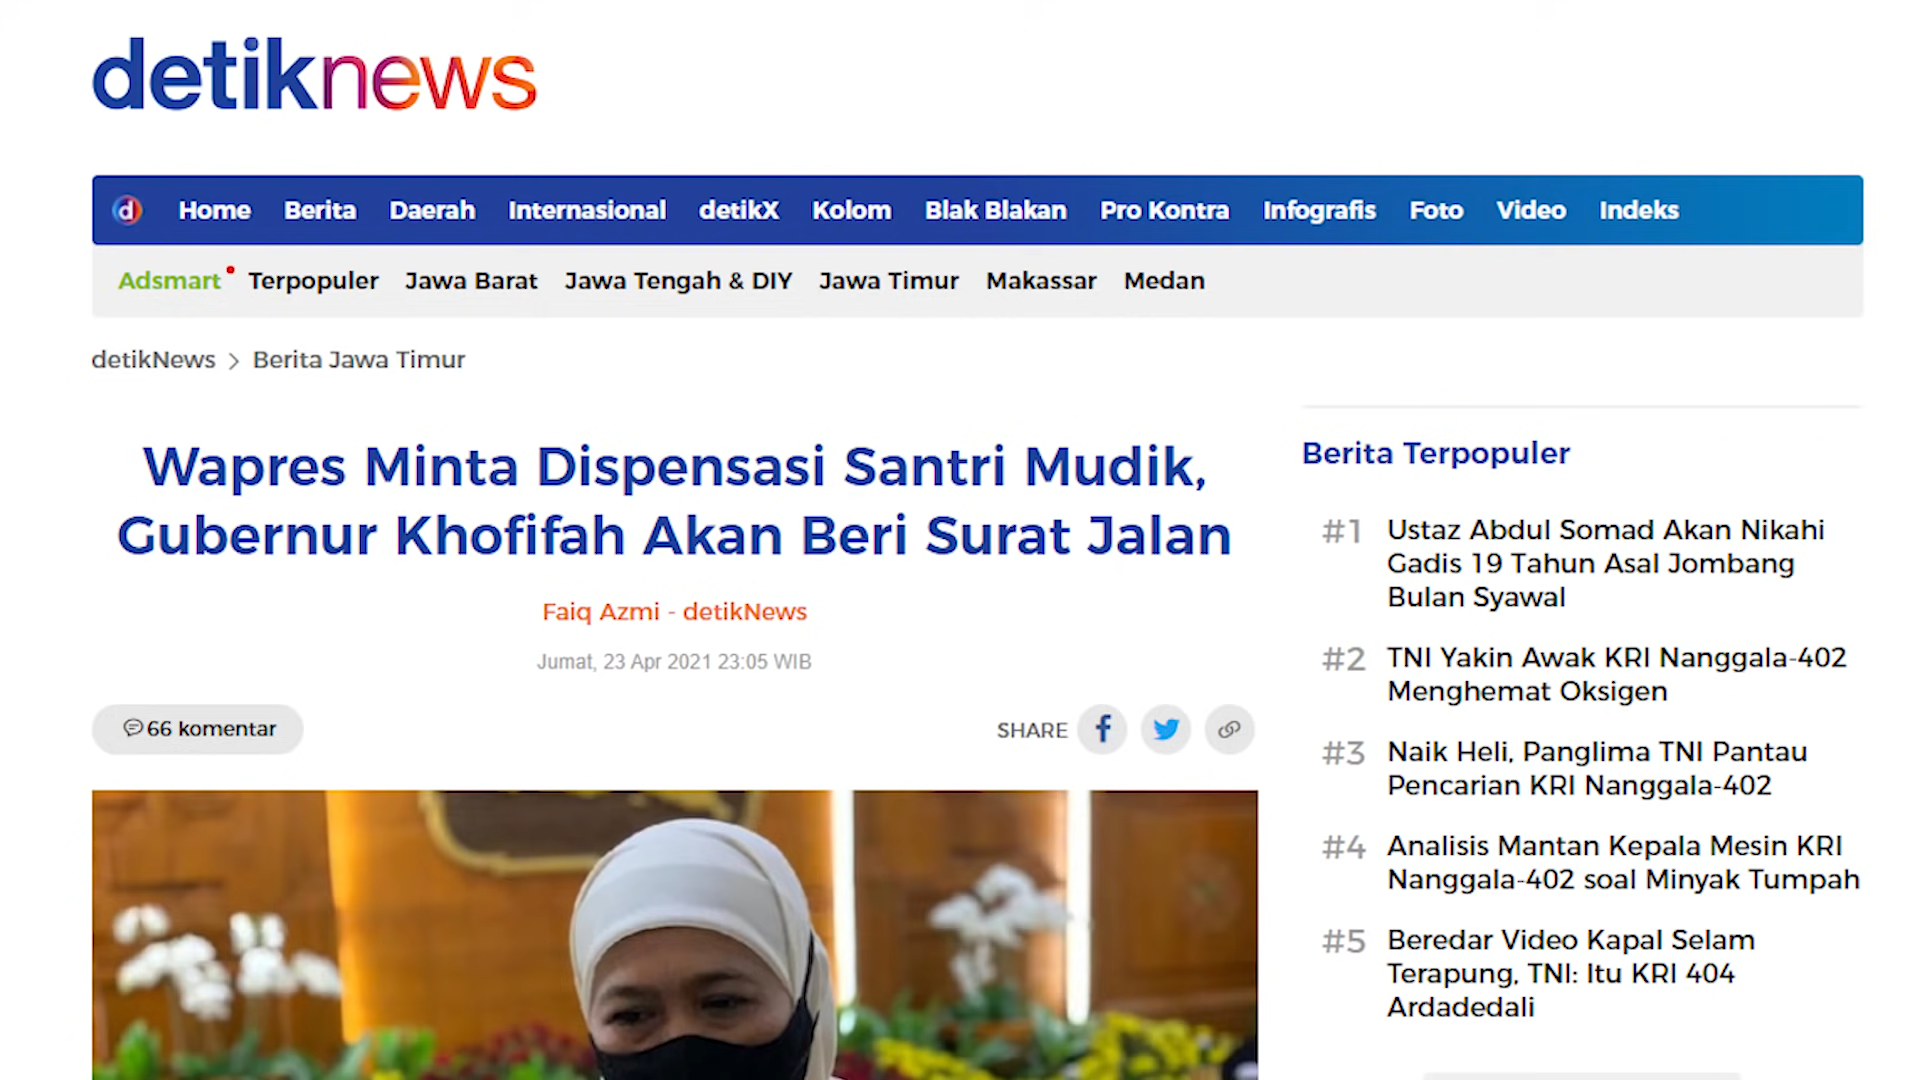 detiknews
Home Berita Daerah Internasional detikX Kolom Blak Blakan Pro Kontra Infografis Foto Video Indeks
Adsmart Terpopuler Jawa Barat Jawa Tengah & DIY Jawa Timur Makassar Medan
detikNews > Berita Jawa Timur
Wapres Minta Dispensasi Santri Mudik,
Gubernur Khofifah Akan Beri Surat Jalan
Faiq Azmi - detikNews
Jumat, 23 Apr 2021 23:05 WIB
66 komentar
SHARE
Berita Terpopuler
#1 Ustaz Abdul Somad Akan Nikahi
Gadis 19 Tahun Asal Jombang
Bulan Syawal
#2 TNI Yakin Awak KRI Nanggala-402
Menghemat Oksigen
#3 Naik Heli, Panglima TNI Pantau
Pencarian KRI Nanggala-402
#4 Analisis Mantan Kepala Mesin KRI
Nanggala-402 soal Minyak Tumpah
#5 Beredar Video Kapal Selam
Terapung, TNI: Itu KRI 404
Ardadedali